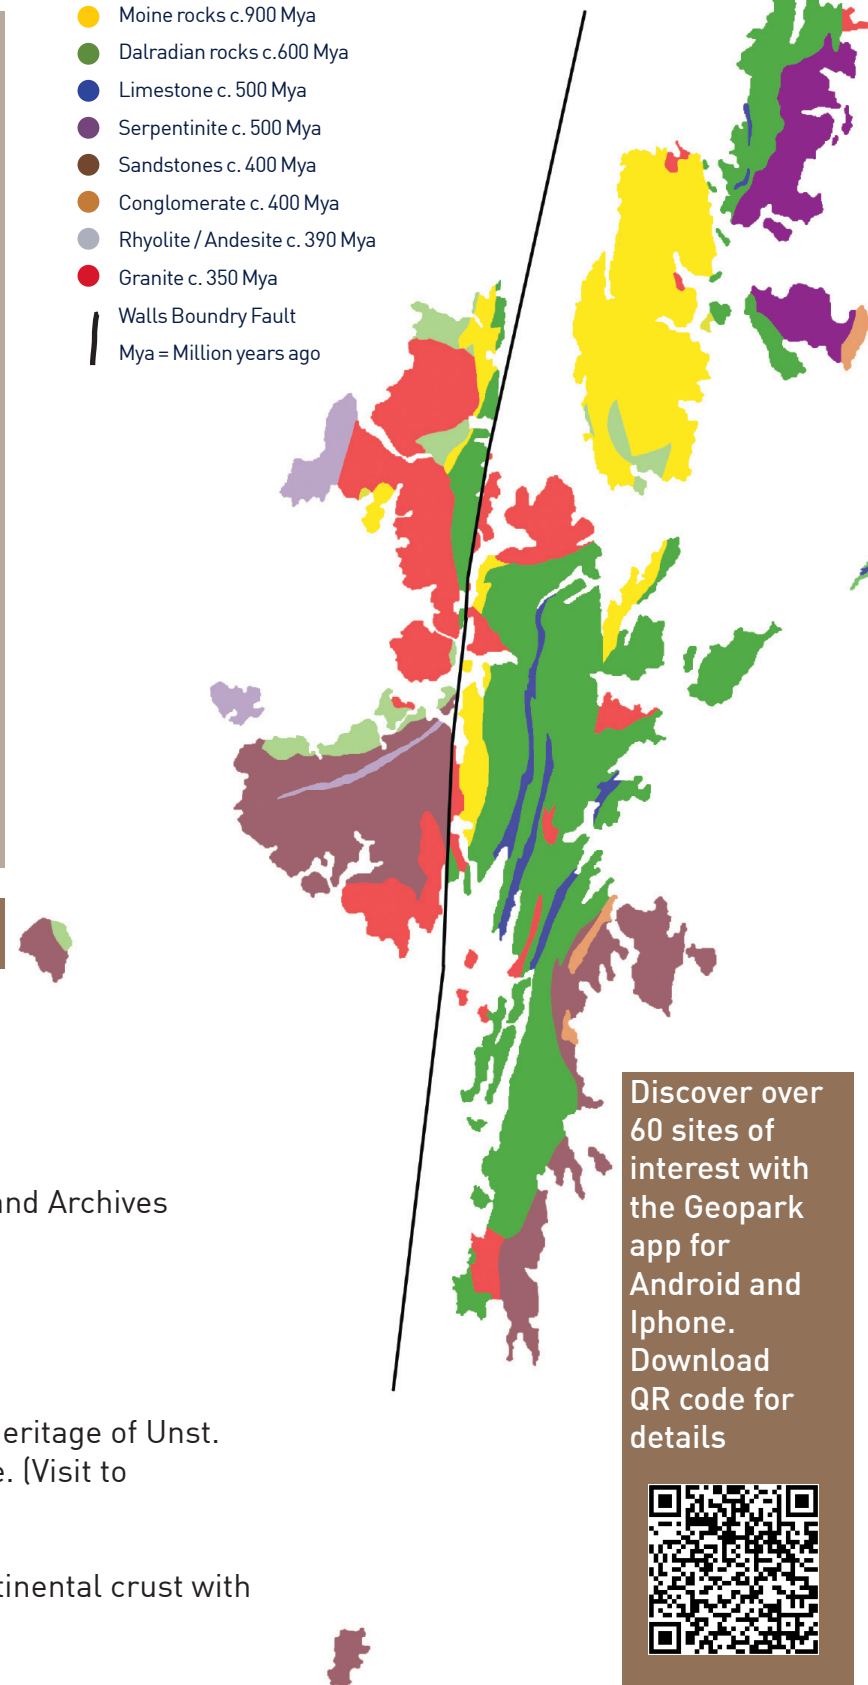 Moine rocks c.900 Mya
Dalradian rocks c.600 Mya
Limestone c. 500 Mya
Serpentinite c. 500 Mya
Sandstones c. 400 Mya
Conglomerate c. 400 Mya
Rhyolite / Andesite c. 390 Mya
Granite c. 350 Mya
Walls Boundry Fault
Mya = Million years ago
Discover over
60 sites of
interest with
the Geopark
app for
Android and
Iphone.
Download
QR code for
details
and Archives
eritage of Unst.
e. (Visit to
tinental crust with